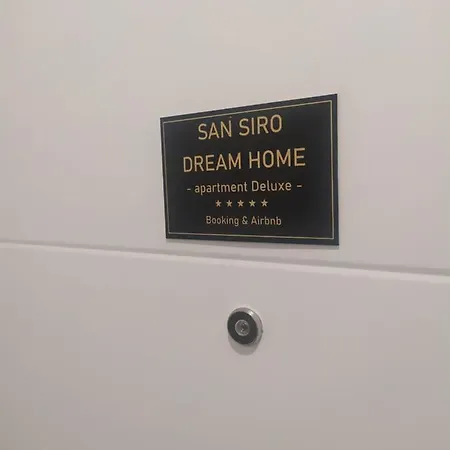 SAN SIRO
DREAM HOME
- apartment Deluxe -
★★★★★
Booking & Airbnb